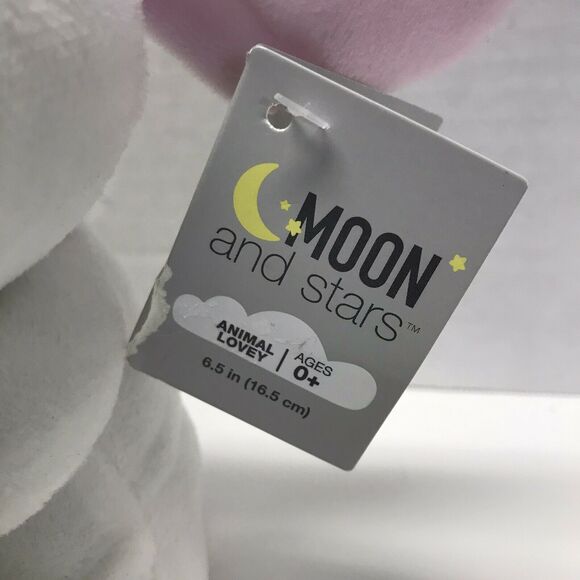 MOON
and stars™
ANIMAL
LOVEY | AGES
0+
6.5 in (16.5 cm)